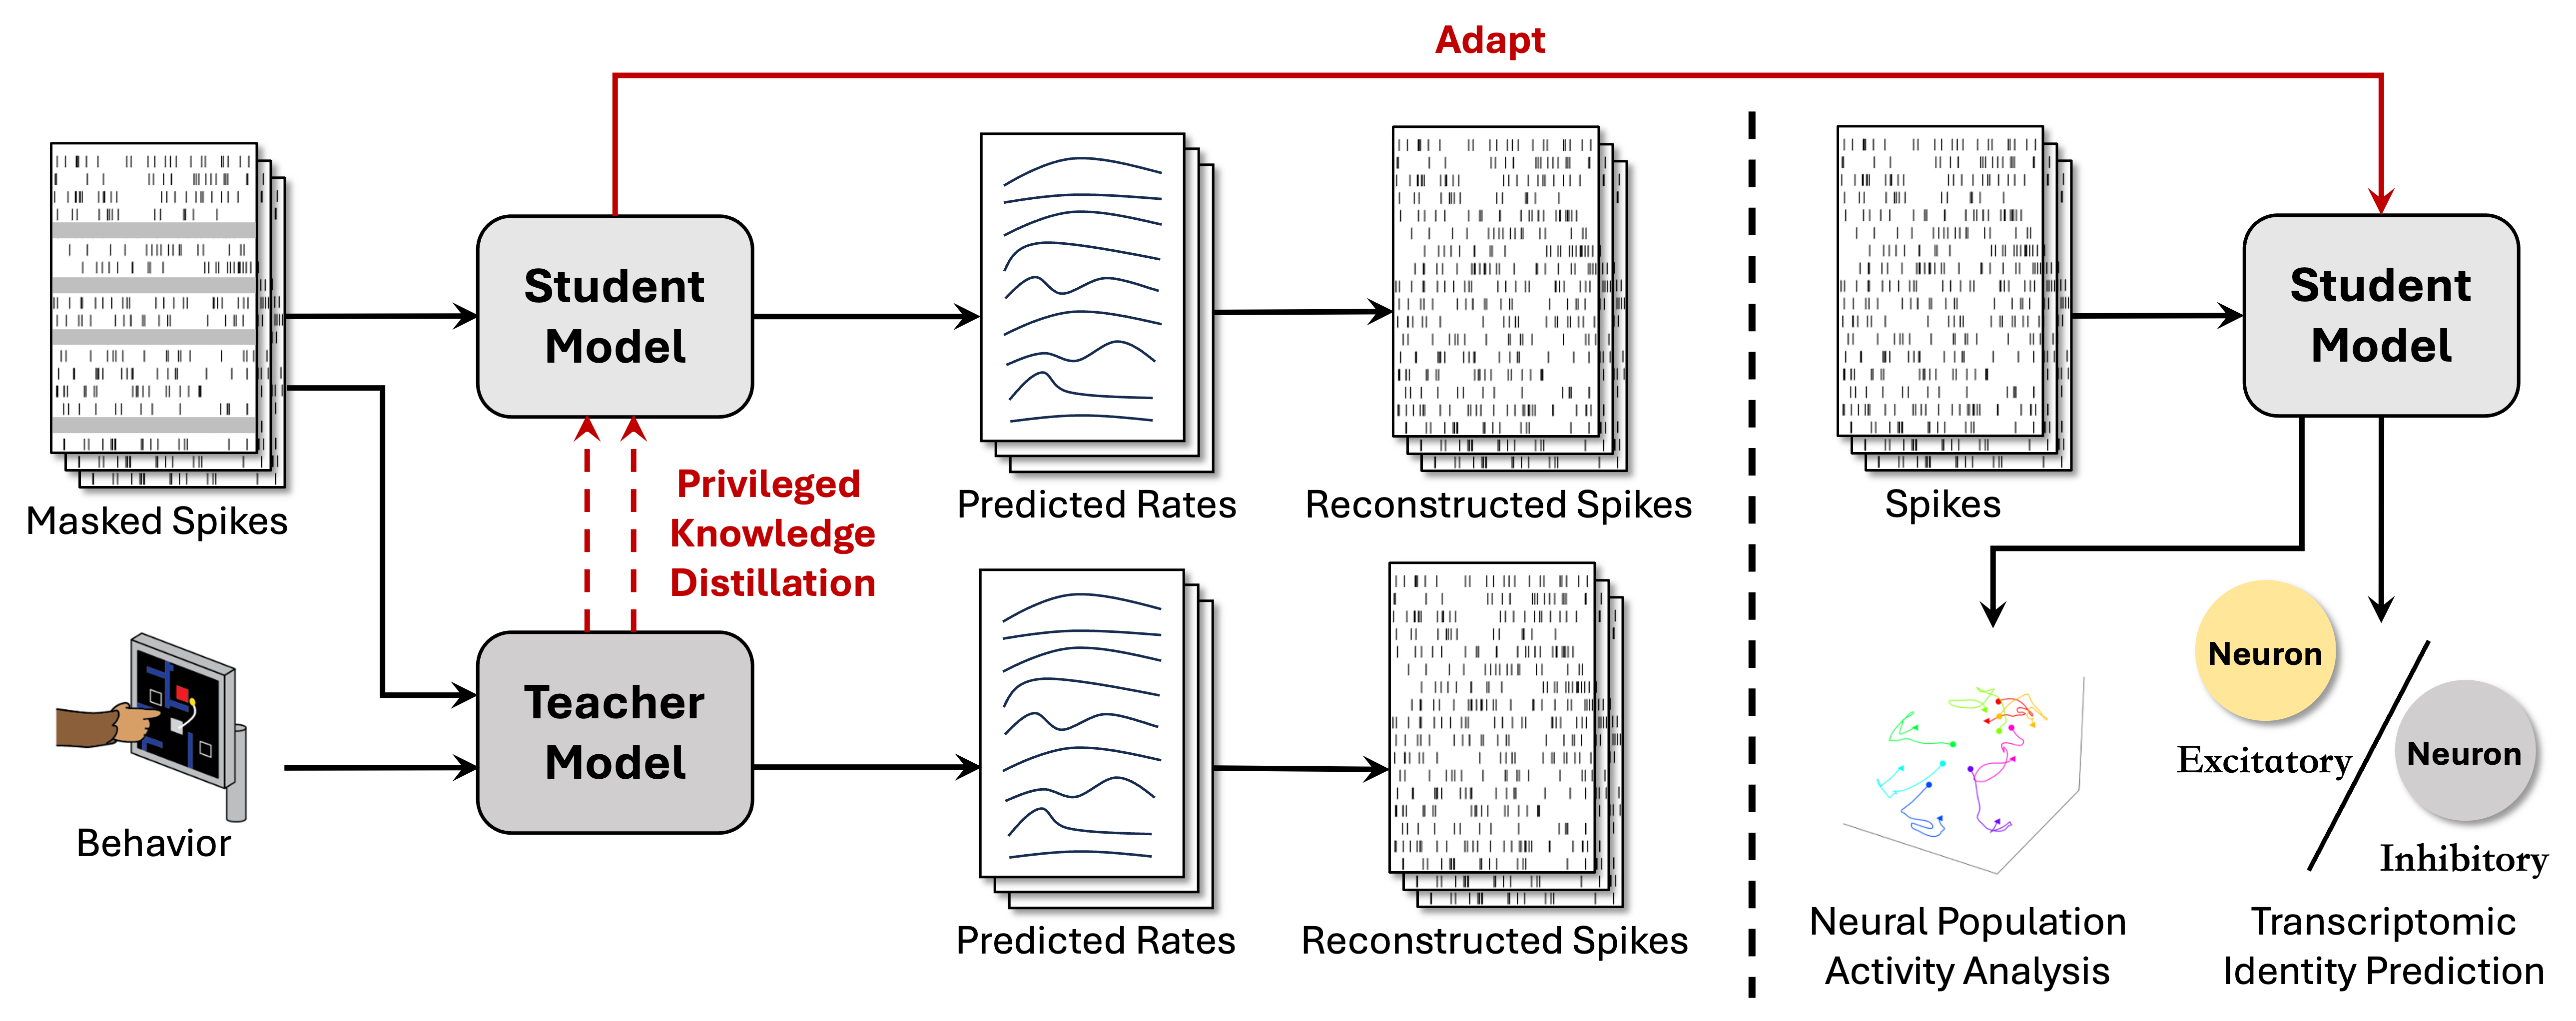 Adapt
Masked Spikes
Student
Model
Predicted Rates
Reconstructed Spikes
Privileged
Knowledge
Distillation
Behavior
Teacher
Model
Predicted Rates
Reconstructed Spikes
Spikes
Student
Model
Neural Population
Activity Analysis
Neuron
Excitatory
Neuron
Inhibitory
Transcriptomic
Identity Prediction